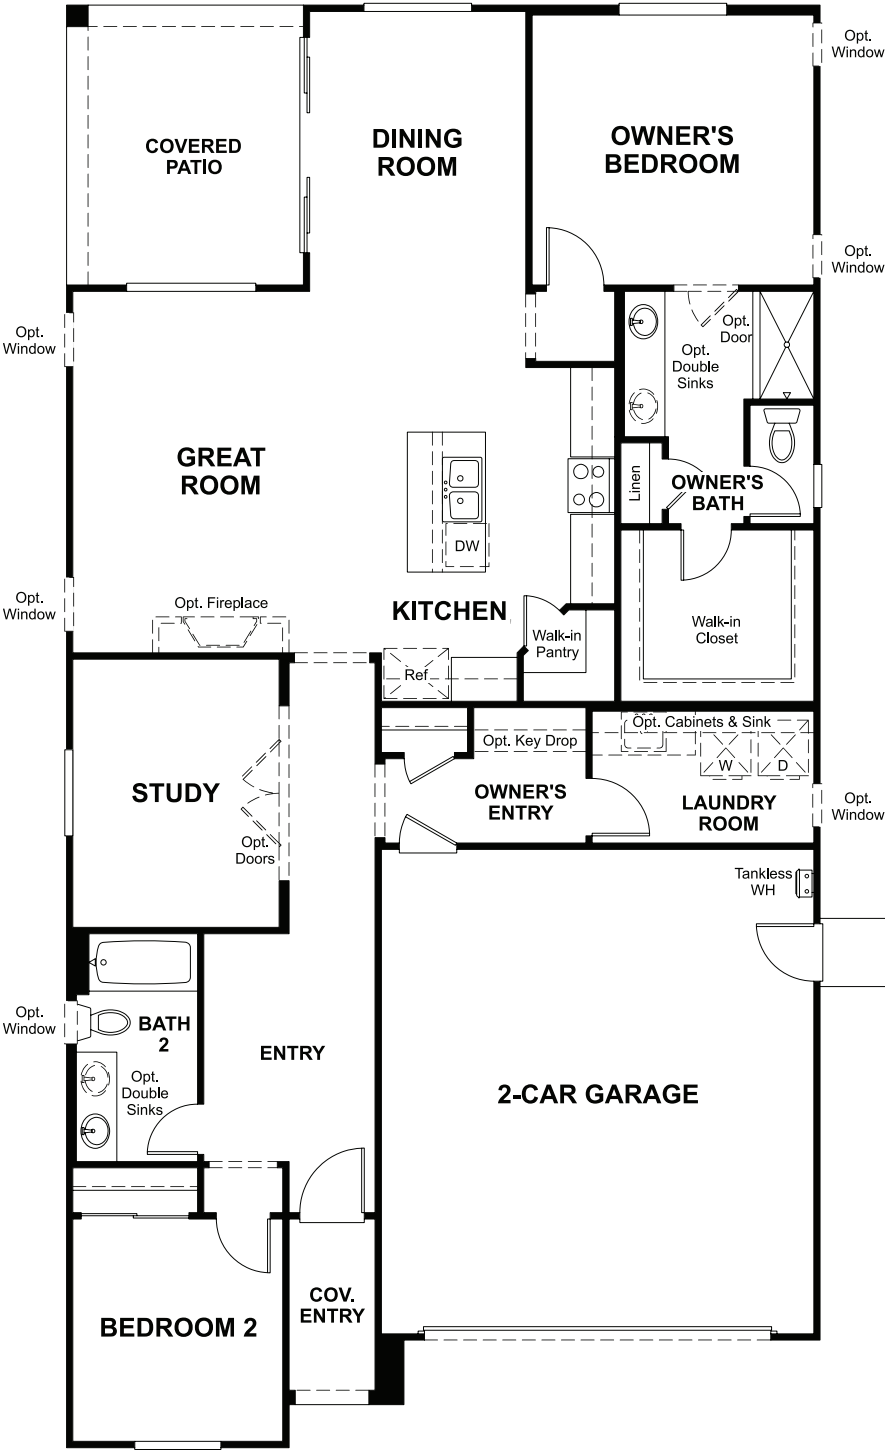 Opt.
Window
COVERED
PATIO
DINING
ROOM
OWNER'S
BEDROOM
Opt.
Window
Opt.
Window
Opt.
Door
Opt.
Double
Sinks
GREAT
ROOM
Linen
OWNER'S
BATH
DW
Opt.
Window
Opt. Fireplace
KITCHEN
Walk-in
Pantry
Walk-in
Closet
Ref
Opt. Cabinets & Sink
Opt. Key Drop
W
D
STUDY
OWNER'S
ENTRY
LAUNDRY
ROOM
Opt.
Window
Opt.
Doors
Tankless
WH
Opt.
Window
BATH
2
ENTRY
Opt.
Double
Sinks
2-CAR GARAGE
COV.
ENTRY
BEDROOM 2